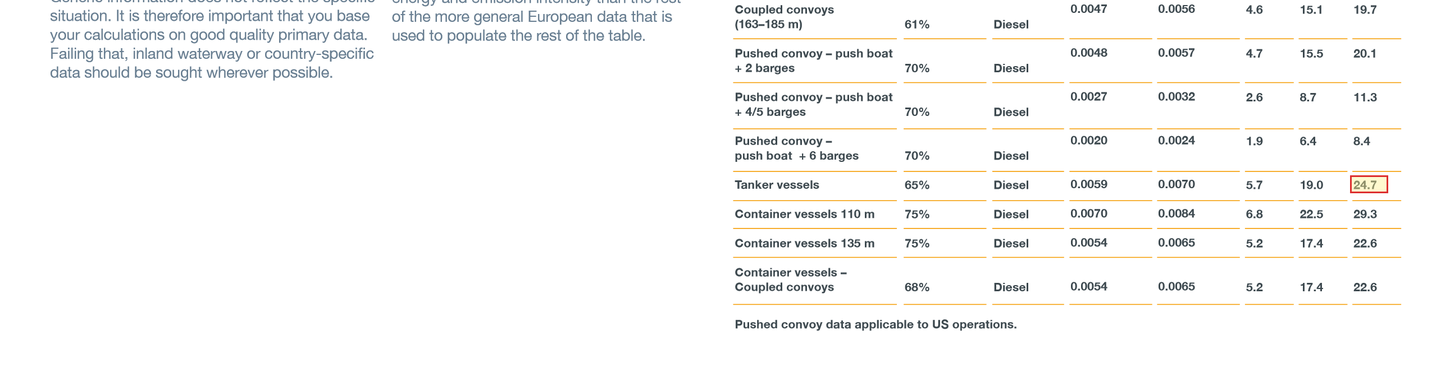 situation. It is therefore important that you base
your calculations on good quality primary data.
Failing that, inland waterway or country-specific
data should be sought wherever possible.
of the more general European data that is
used to populate the rest of the table.
Coupled convoys
(163–185 m) 61% Diesel 0.0047 0.0056 4.6 15.1 19.7
Pushed convoy – push boat
+ 2 barges 70% Diesel 0.0048 0.0057 4.7 15.5 20.1
Pushed convoy – push boat
+ 4/5 barges 70% Diesel 0.0027 0.0032 2.6 8.7 11.3
Pushed convoy –
push boat + 6 barges 70% Diesel 0.0020 0.0024 1.9 6.4 8.4
Tanker vessels 65% Diesel 0.0059 0.0070 5.7 19.0 24.7
Container vessels 110 m 75% Diesel 0.0070 0.0084 6.8 22.5 29.3
Container vessels 135 m 75% Diesel 0.0054 0.0065 5.2 17.4 22.6
Container vessels –
Coupled convoys 68% Diesel 0.0054 0.0065 5.2 17.4 22.6
Pushed convoy data applicable to US operations.